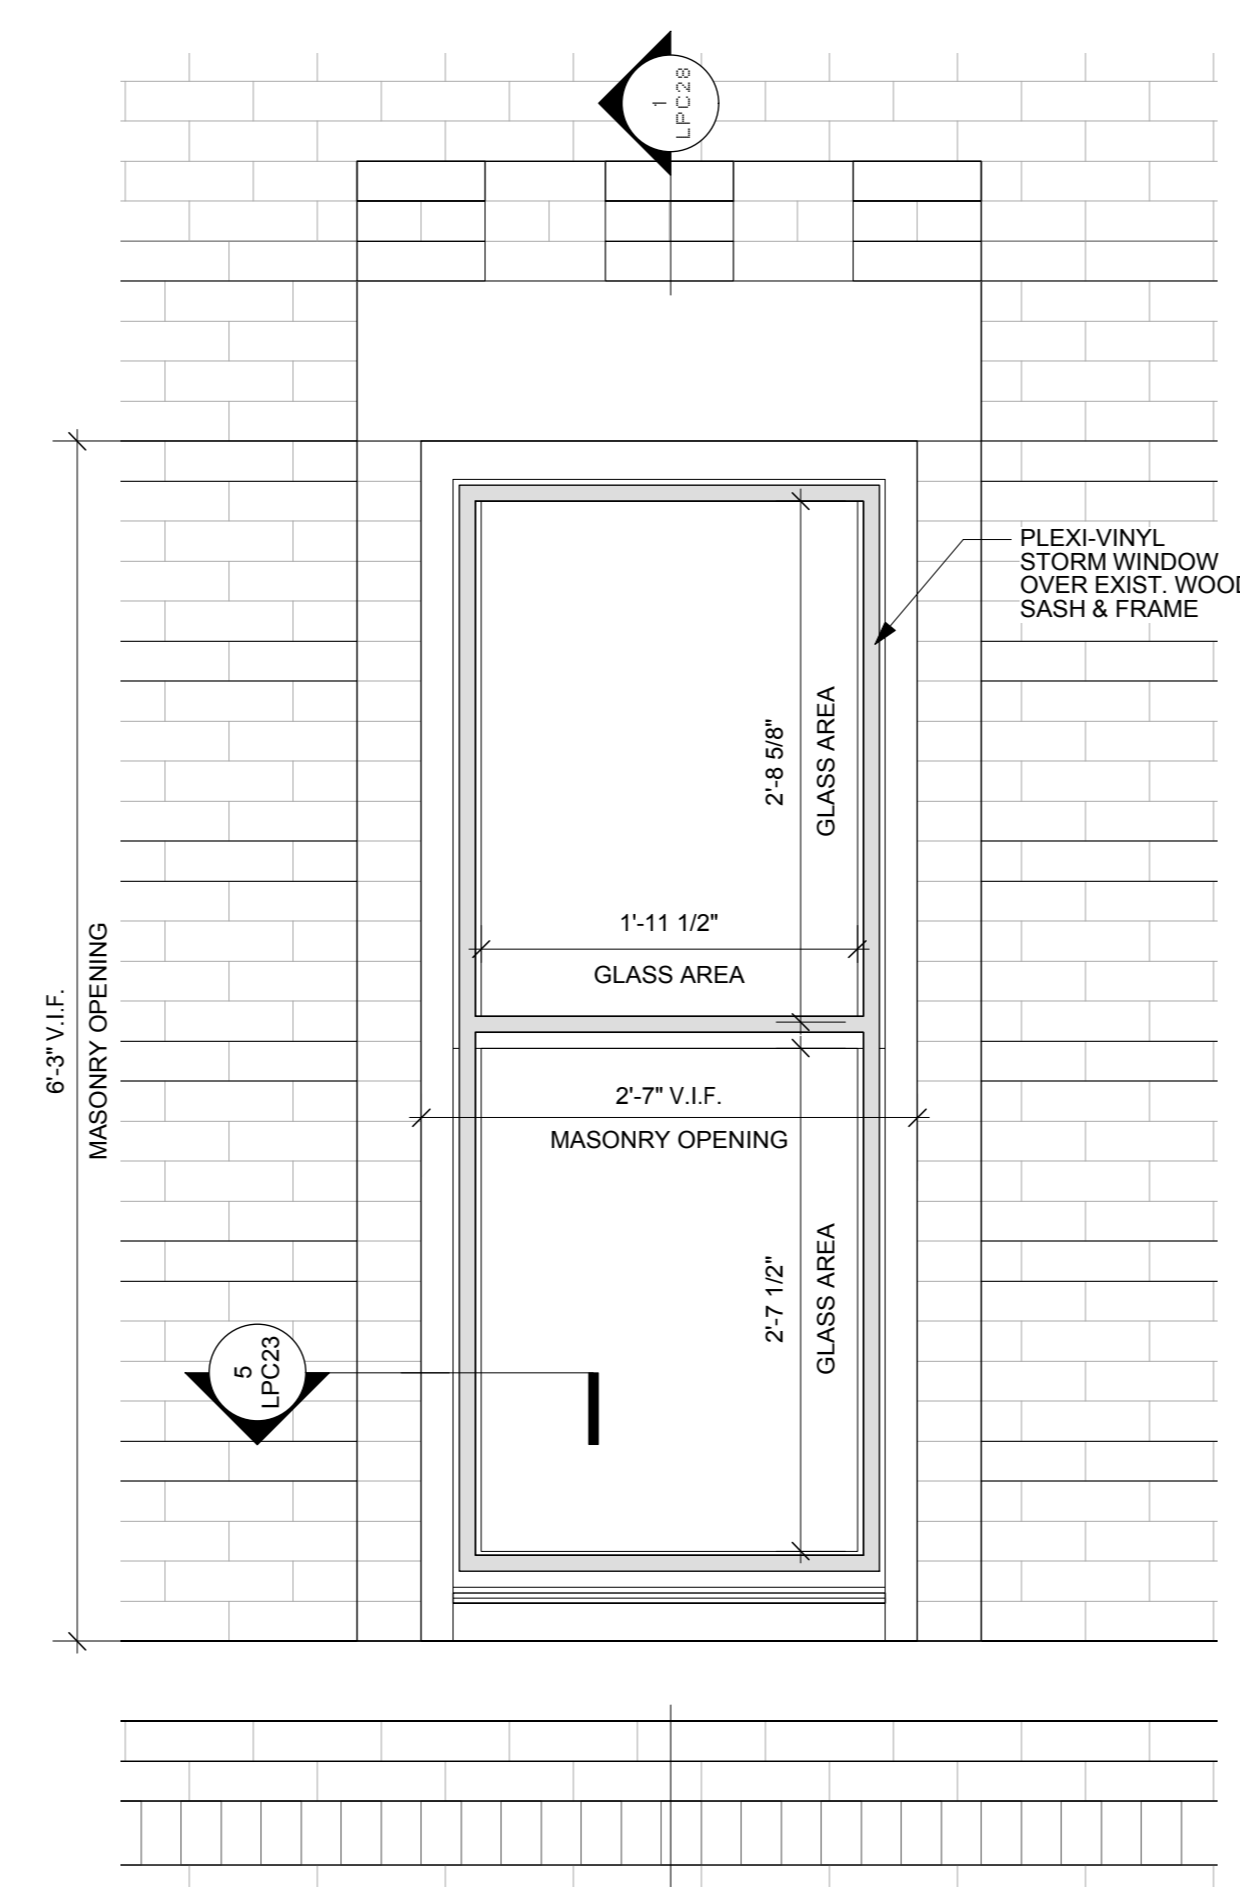 1
LPC28
PLEXI-VINYL
STORM WINDOW
OVER EXIST. WOOD
SASH & FRAME
2'-8 5/8"
GLASS AREA
1'-11 1/2"
GLASS AREA
6'-3" V.I.F.
MASONRY OPENING
2'-7" V.I.F.
MASONRY OPENING
2'-7 1/2"
GLASS AREA
5
LPC23